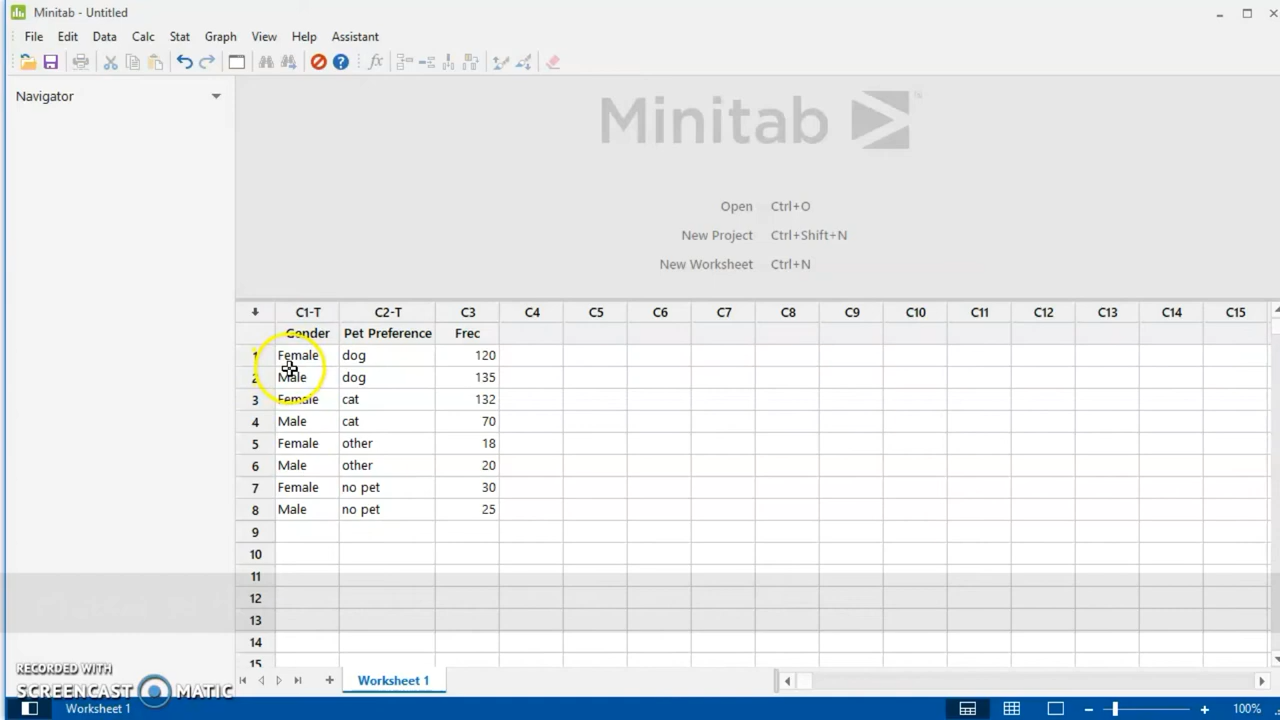 Minitab - Untitled
File Edit Data Calc Stat Graph View Help Assistant
fx
Navigator
Minitab
Open Ctrl+O
New Project Ctrl+Shift+N
New Worksheet Ctrl+N
C1-T C2-T C3 C4 C5 C6 C7 C8 C9 C10 C11 C12 C13 C14 C15
Gender Pet Preference Frec
1 Female dog 120
2 Male dog 135
3 Female cat 132
4 Male cat 70
5 Female other 18
6 Male other 20
7 Female no pet 30
8 Male no pet 25
9
10
11
12
13
14
15
RECORDED WITH
SCREENCAST MATIC
Worksheet 1
Worksheet 1 100%